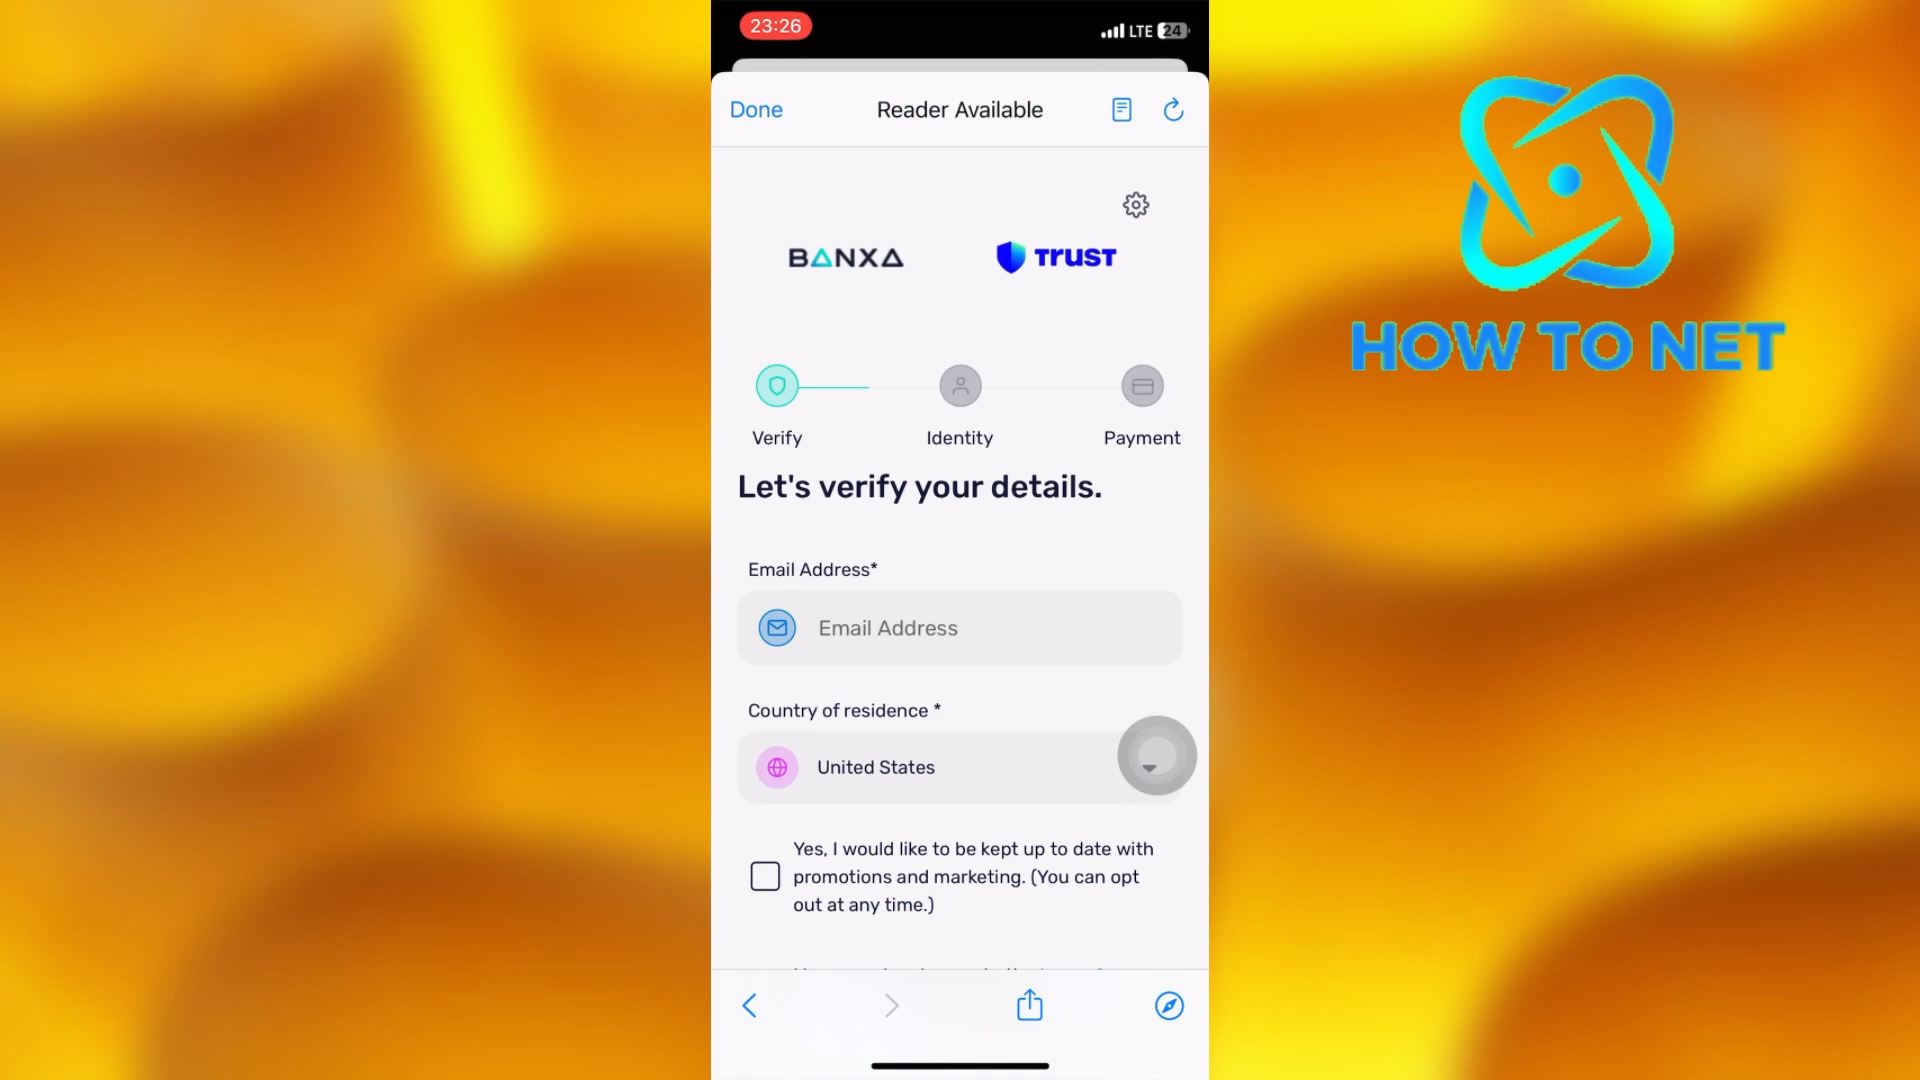 23:26
LTE 24
Done
Reader Available
BANXA
TRUST
HOW TO NET
Verify
Identity
Payment
Let's verify your details.
Email Address*
Email Address
Country of residence *
United States
Yes, I would like to be kept up to date with
promotions and marketing. (You can opt
out at any time.)